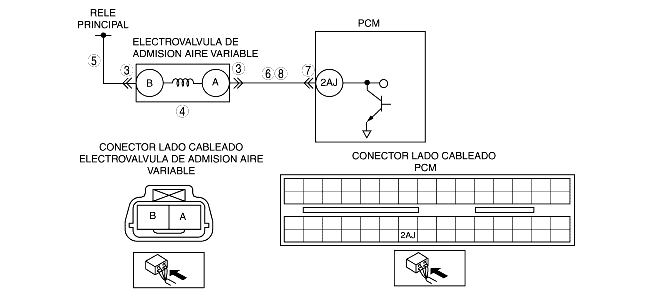 RELE
PRINCIPAL
PCM
ELECTROVALVULA DE
ADMISION AIRE VARIABLE
5
3
B
A
3
6 8
7
2AJ
4
CONECTOR LADO CABLEADO
ELECTROVALVULA DE ADMISION AIRE
VARIABLE
CONECTOR LADO CABLEADO
PCM
B A
2AJ